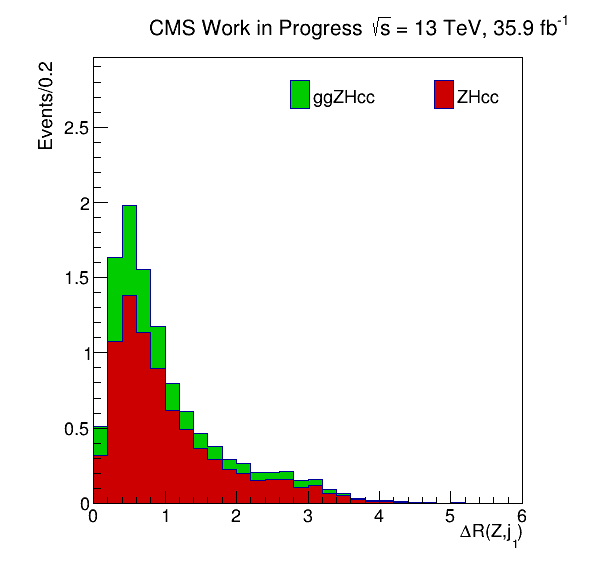 CMS Work in Progress √s = 13 TeV, 35.9 fb⁻¹
Events/0.2
ggZHcc ZHcc
2.5
2
1.5
1
0.5
0
0 1 2 3 4 5 6
ΔR(Z,j₁)